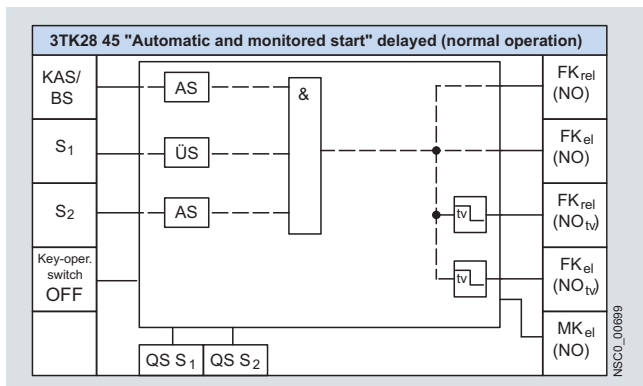 3TK28 45 "Automatic and monitored start" delayed (normal operation)
KAS/
BS
AS
&
FKrel
(NO)
S1
ÜS
FKel
(NO)
S2
AS
tv
FKrel
(NOtv)
Key-oper.
switch
OFF
tv
FKel
(NOtv)
MKel
(NO)
QS S1
QS S2
NSC0_00699